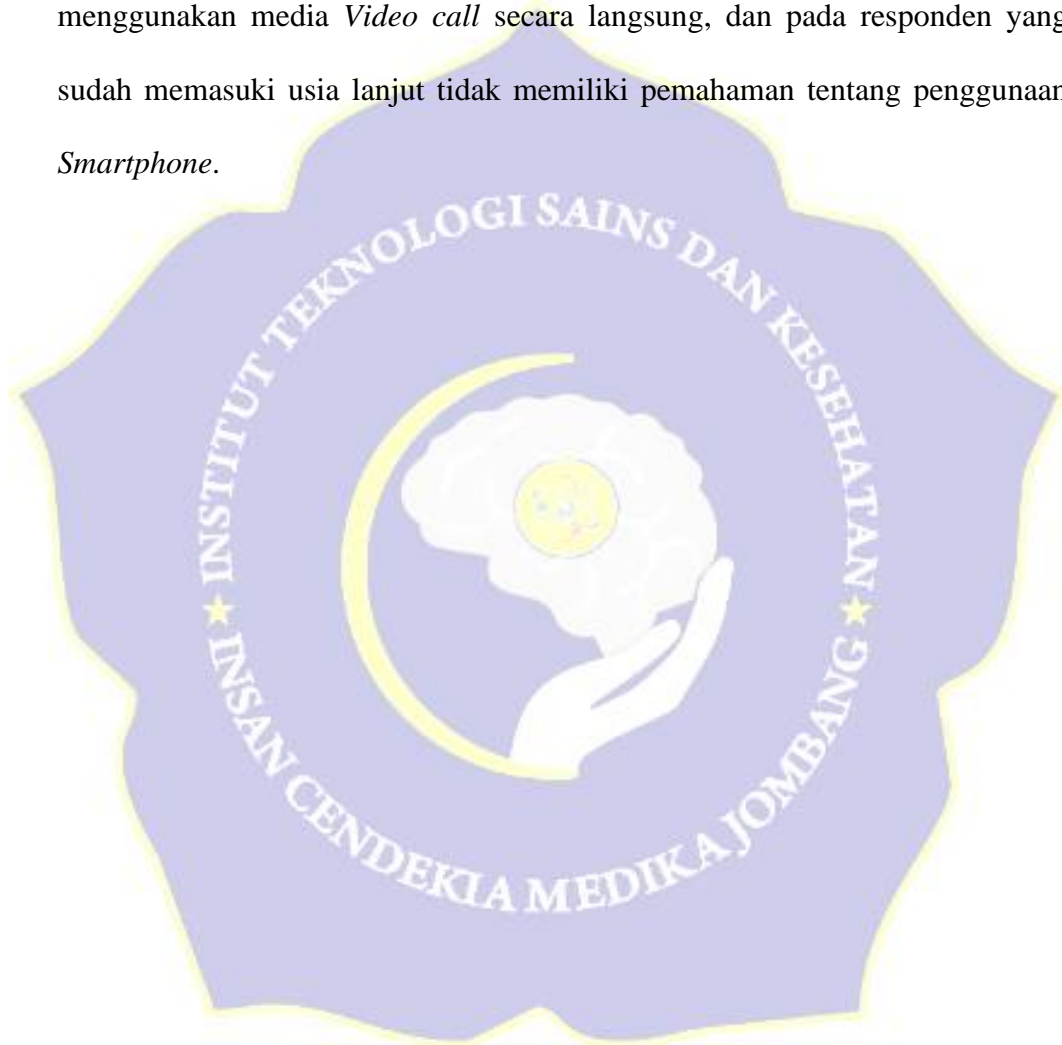 menggunakan media Video call secara langsung, dan pada responden yang
sudah memasuki usia lanjut tidak memiliki pemahaman tentang penggunaan
Smartphone.
INSTITUT TEKNOLOGI SAINS DAN KESEHATAN
INSAN CENDEKIA MEDIKA JOMBANG